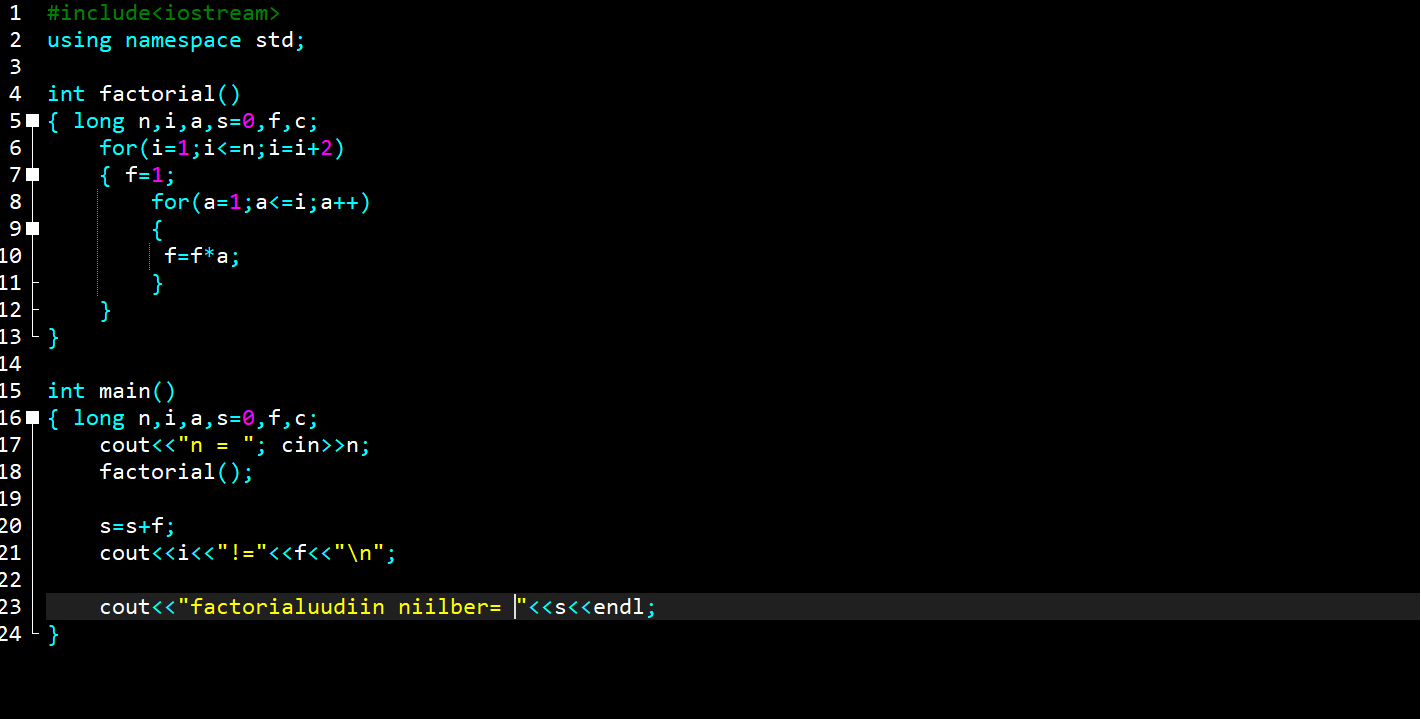 1 #include<iostream>
2 using namespace std;
3
4 int factorial()
5 { long n,i,a,s=0,f,c;
6 for(i=1;i<=n;i=i+2)
7 { f=1;
8 for(a=1;a<=i;a++)
9 {
10 f=f*a;
11 }
12 }
13 }
14
15 int main()
16 { long n,i,a,s=0,f,c;
17 cout<<"n = "; cin>>n;
18 factorial();
19
20 s=s+f;
21 cout<<i<<"!="<<f<<"\n";
22
23 cout<<"factorialuudiin niilber= "<<s<<endl;
24 }